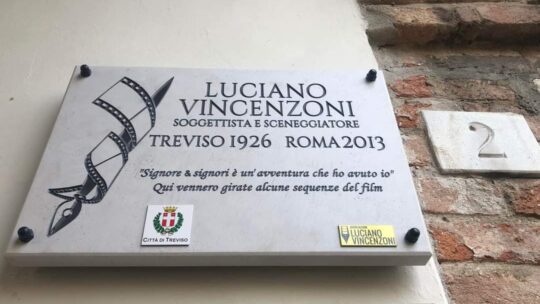 LUCIANO
VINCENZONI
SOGGETTISTA E SCENEGGIATORE
TREVISO 1926 ROMA 2013
"Signore & signori è un'avventura che ho avuto io"
Qui vennero girate alcune sequenze del film
CITTÀ DI TREVISO
LUCIANO
VINCENZONI
2